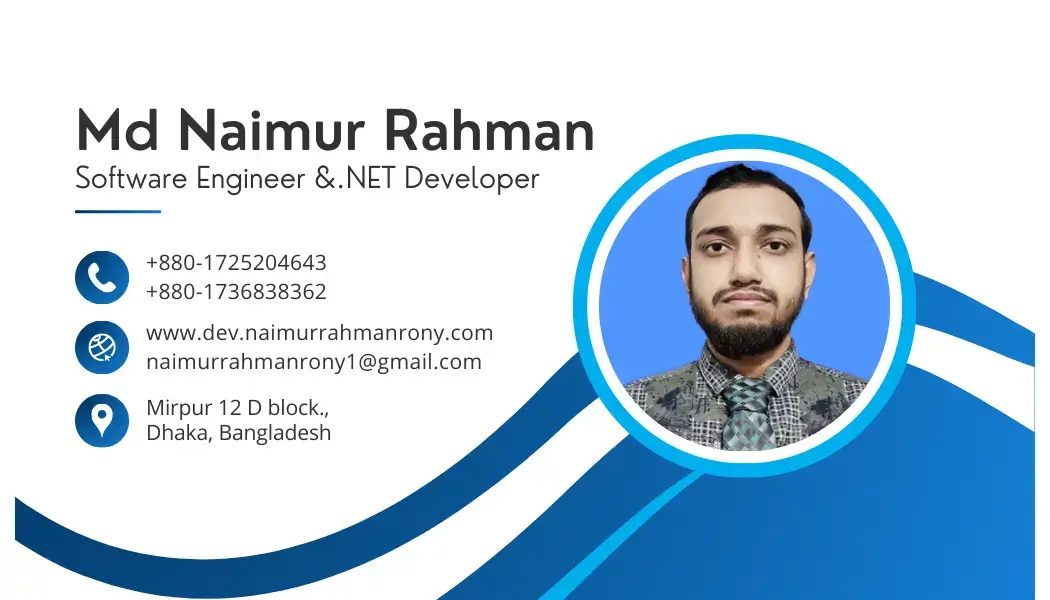 Md Naimur Rahman
Software Engineer &.NET Developer
+880-1725204643
+880-1736838362
www.dev.naimurrahmanrony.com
naimurrahmanrony1@gmail.com
Mirpur 12 D block.,
Dhaka, Bangladesh